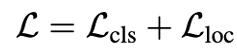 ℒ = ℒ_cls + ℒ_loc